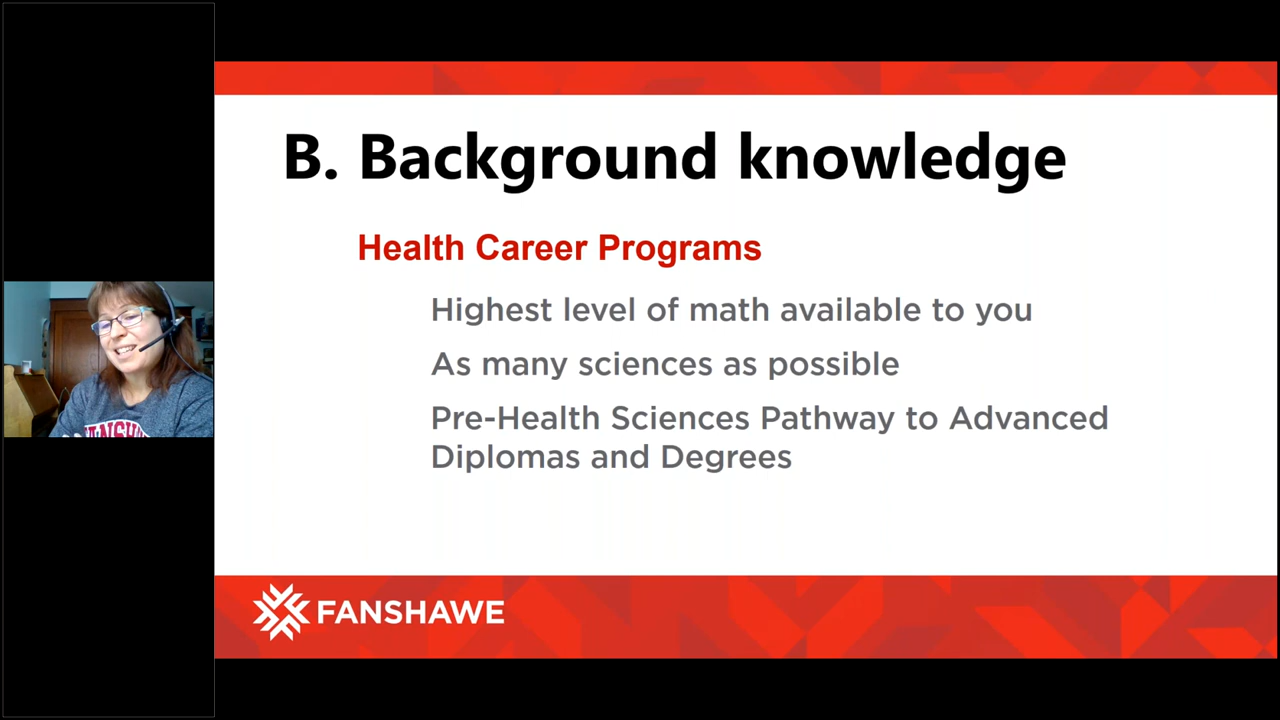 B. Background knowledge
Health Career Programs
Highest level of math available to you
As many sciences as possible
Pre-Health Sciences Pathway to Advanced
Diplomas and Degrees
FANSHAWE